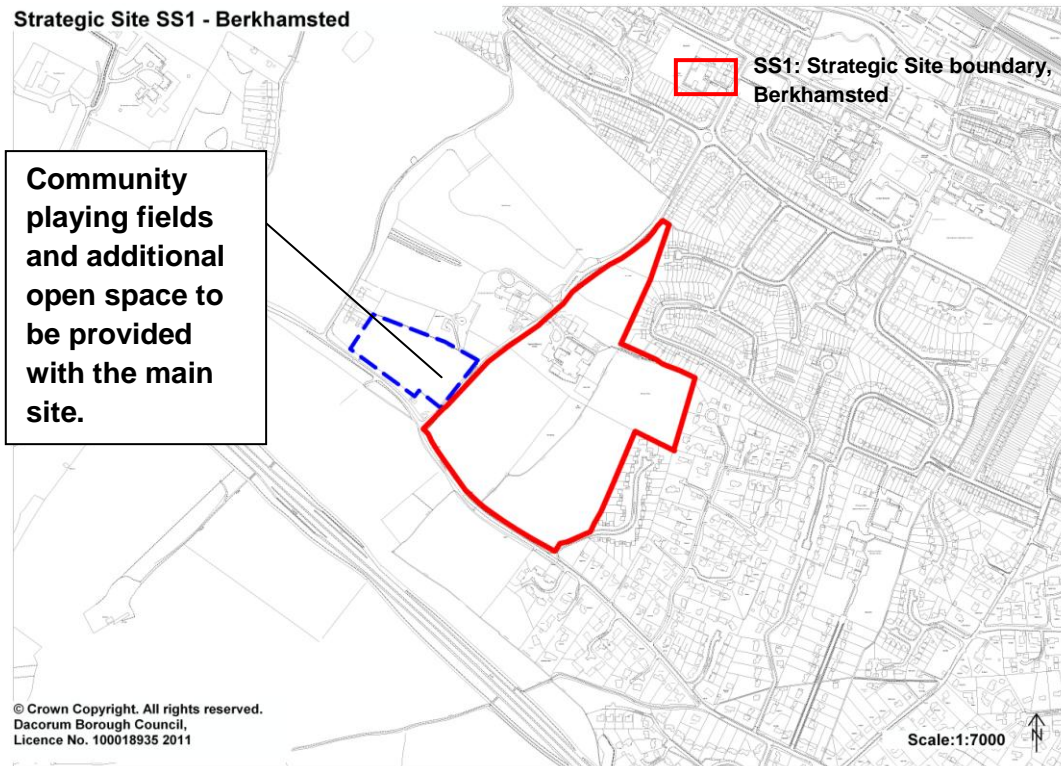 Strategic Site SS1 - Berkhamsted
SS1: Strategic Site boundary,
Berkhamsted
Community
playing fields
and additional
open space to
be provided
with the main
site.
© Crown Copyright. All rights reserved.
Dacorum Borough Council,
Licence No. 100018935 2011
Scale:1:7000
N